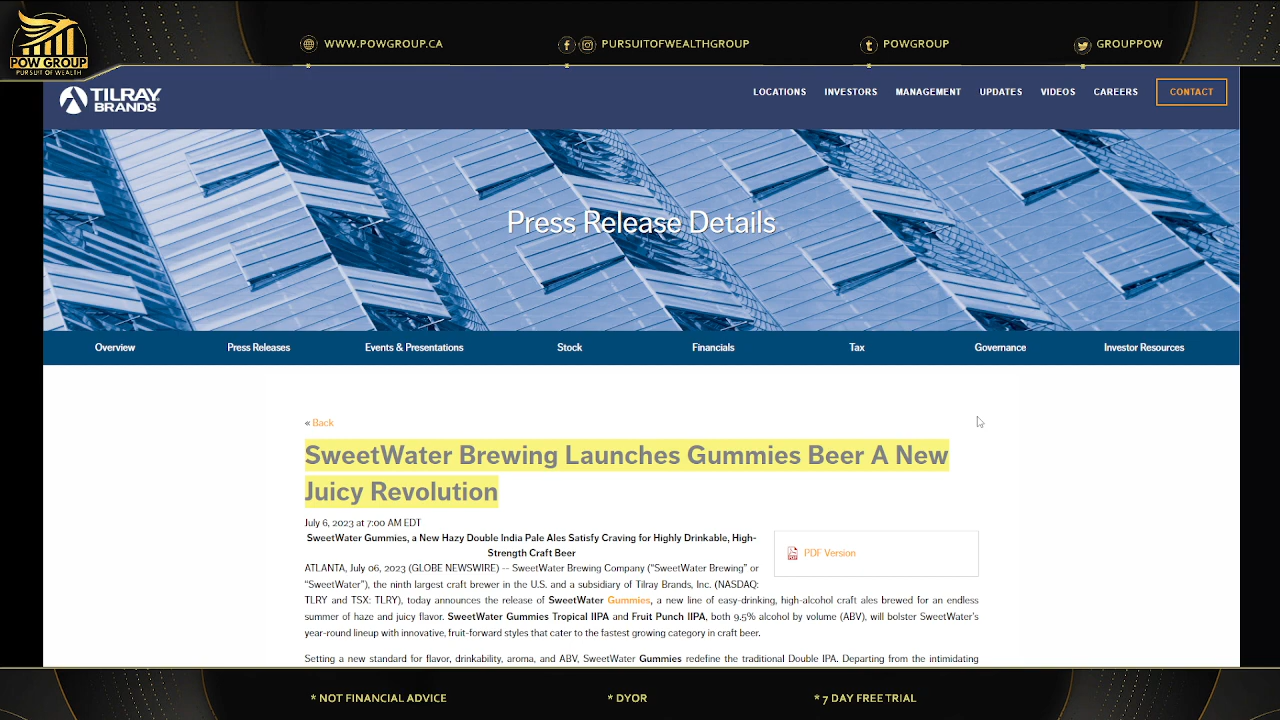 POW GROUP
PURSUIT OF WEALTH
WWW.POWGROUP.CA
PURSUITOFWEALTHGROUP
POWGROUP
GROUPPOW
TILRAY BRANDS
LOCATIONS INVESTORS MANAGEMENT UPDATES VIDEOS CAREERS CONTACT
Press Release Details
Overview Press Releases Events & Presentations Stock Financials Tax Governance Investor Resources
« Back
SweetWater Brewing Launches Gummies Beer A New
Juicy Revolution
July 6, 2023 at 7:00 AM EDT
SweetWater Gummies, a New Hazy Double India Pale Ales Satisfy Craving for Highly Drinkable, High-
Strength Craft Beer
PDF Version
ATLANTA, July 06, 2023 (GLOBE NEWSWIRE) -- SweetWater Brewing Company (“SweetWater Brewing” or
“SweetWater”), the ninth largest craft brewer in the U.S. and a subsidiary of Tilray Brands, Inc. (NASDAQ:
TLRY and TSX: TLRY), today announces the release of SweetWater Gummies, a new line of easy-drinking, high-alcohol craft ales brewed for an endless
summer of haze and juicy flavor. SweetWater Gummies Tropical IIPA and Fruit Punch IIPA, both 9.5% alcohol by volume (ABV), will bolster SweetWater’s
year-round lineup with innovative, fruit-forward styles that cater to the fastest growing category in craft beer.
Setting a new standard for flavor, drinkability, aroma, and ABV, SweetWater Gummies redefine the traditional Double IPA. Departing from the intimidating
* NOT FINANCIAL ADVICE
* DYOR
* 7 DAY FREE TRIAL